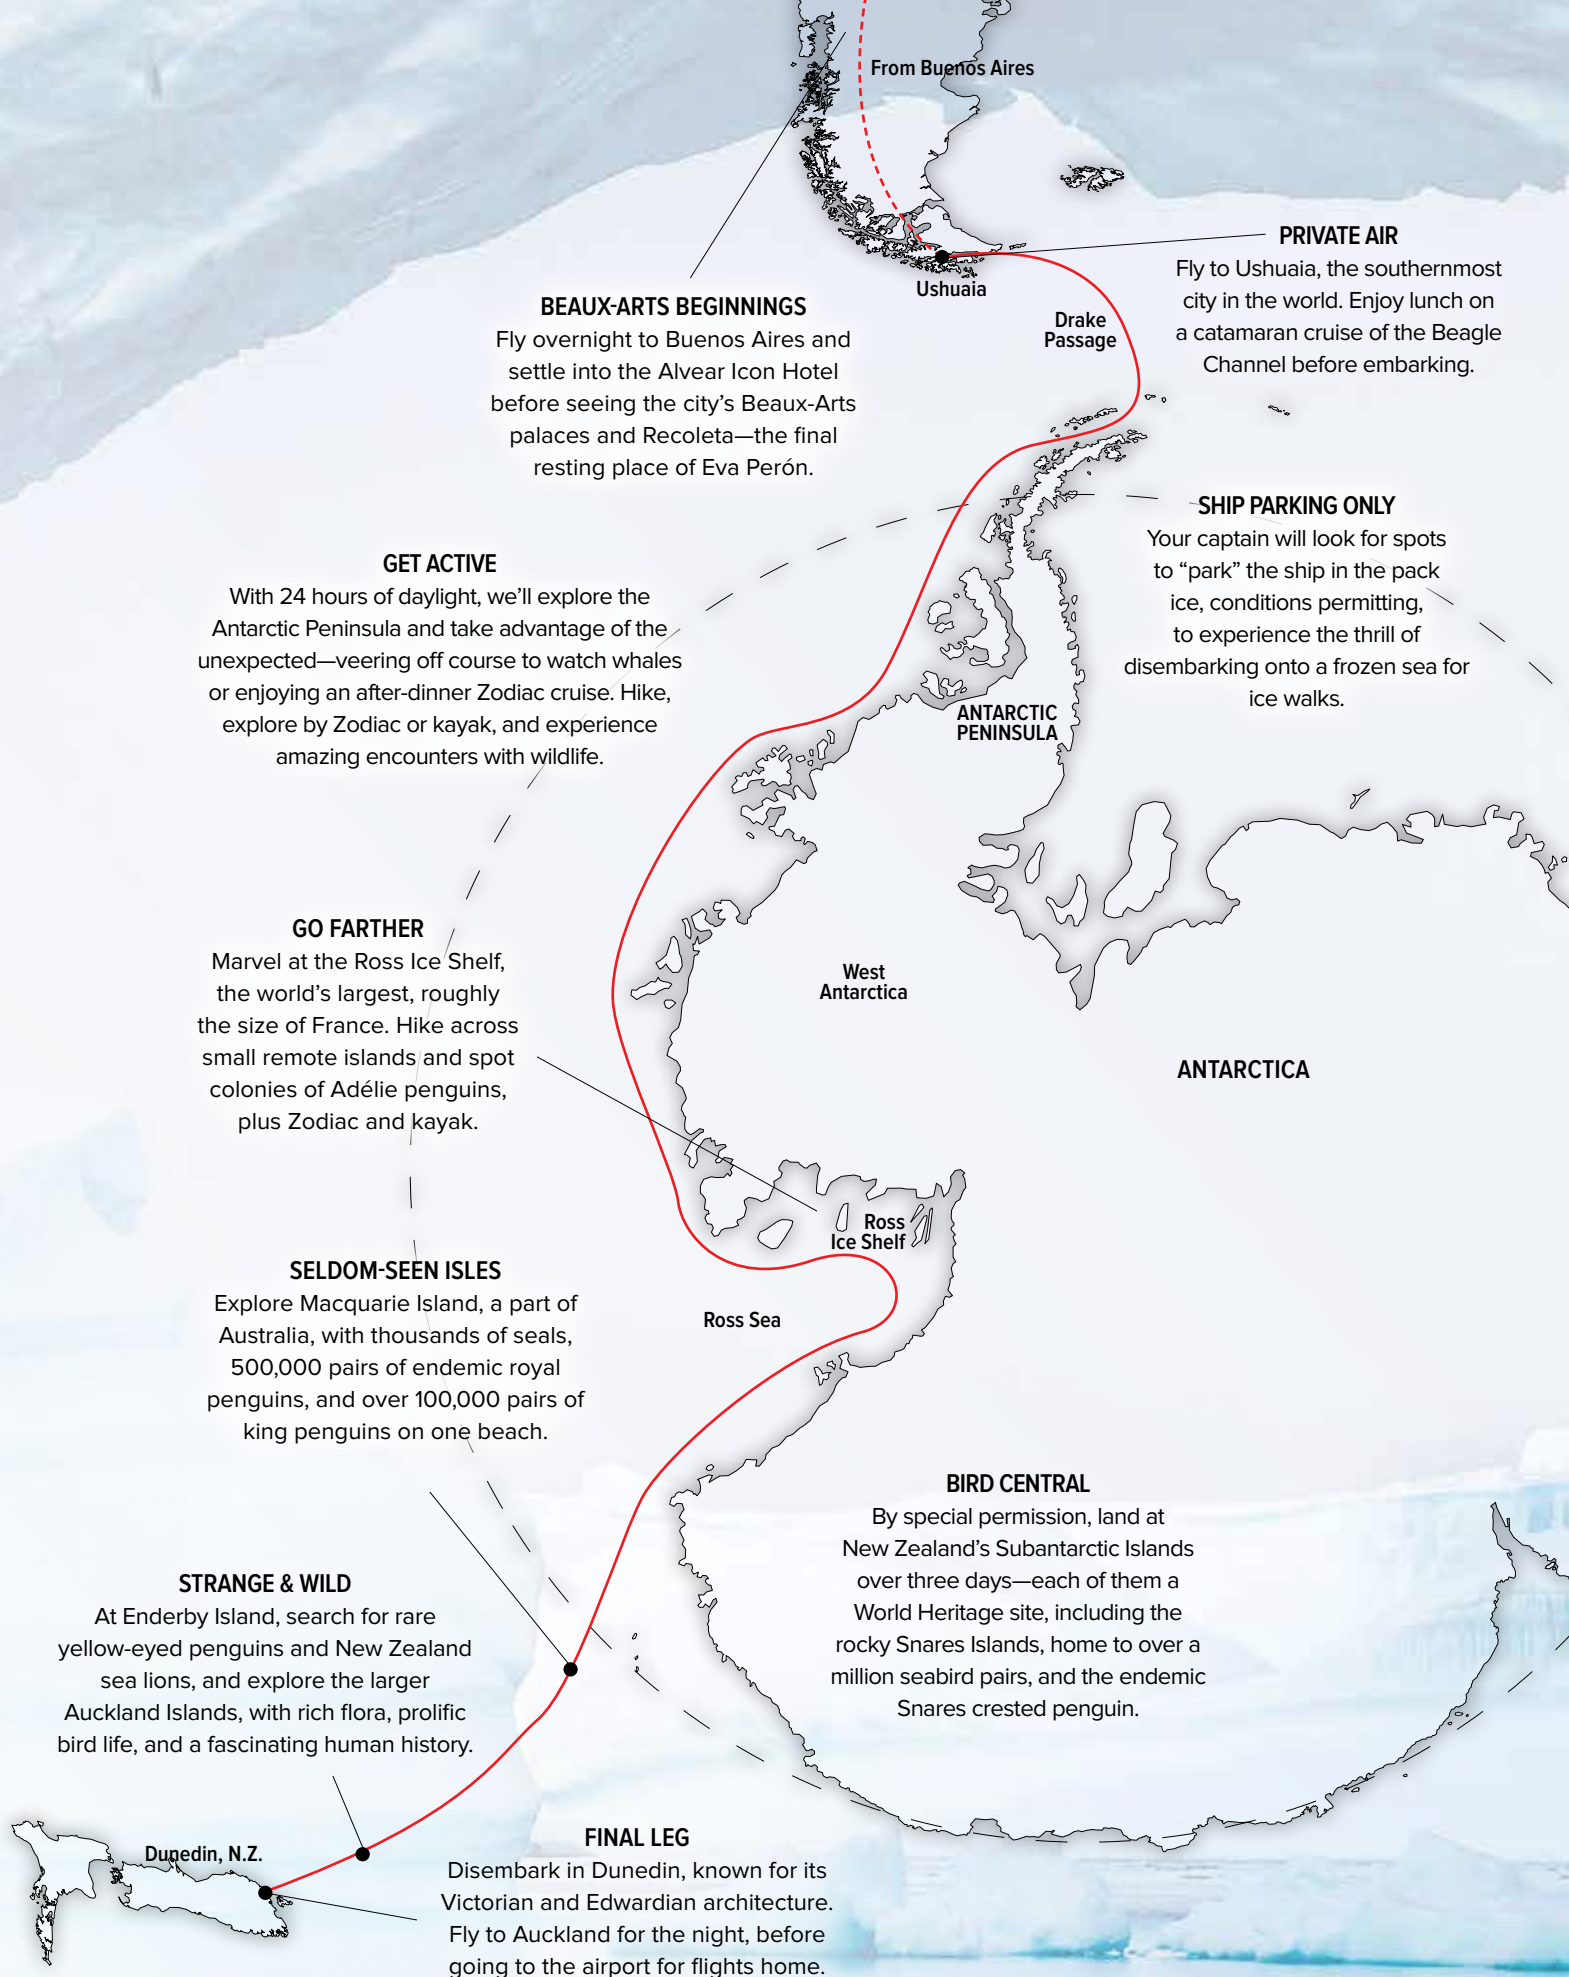 From Buenos Aires
PRIVATE AIR
Fly to Ushuaia, the southernmost
city in the world. Enjoy lunch on
a catamaran cruise of the Beagle
Channel before embarking.
Ushuaia
BEAUX-ARTS BEGINNINGS
Fly overnight to Buenos Aires and
settle into the Alvear Icon Hotel
before seeing the city’s Beaux-Arts
palaces and Recoleta—the final
resting place of Eva Perón.
Drake
Passage
SHIP PARKING ONLY
Your captain will look for spots
to “park” the ship in the pack
ice, conditions permitting,
to experience the thrill of
disembarking onto a frozen sea for
ice walks.
GET ACTIVE
With 24 hours of daylight, we’ll explore the
Antarctic Peninsula and take advantage of the
unexpected—veering off course to watch whales
or enjoying an after-dinner Zodiac cruise. Hike,
explore by Zodiac or kayak, and experience
amazing encounters with wildlife.
ANTARCTIC
PENINSULA
GO FARTHER
Marvel at the Ross Ice Shelf,
the world’s largest, roughly
the size of France. Hike across
small remote islands and spot
colonies of Adélie penguins,
plus Zodiac and kayak.
West
Antarctica
ANTARCTICA
Ross
Ice Shelf
SELDOM-SEEN ISLES
Explore Macquarie Island, a part of
Australia, with thousands of seals,
500,000 pairs of endemic royal
penguins, and over 100,000 pairs of
king penguins on one beach.
Ross Sea
BIRD CENTRAL
By special permission, land at
New Zealand’s Subantarctic Islands
over three days—each of them a
World Heritage site, including the
rocky Snares Islands, home to over a
million seabird pairs, and the endemic
Snares crested penguin.
STRANGE & WILD
At Enderby Island, search for rare
yellow-eyed penguins and New Zealand
sea lions, and explore the larger
Auckland Islands, with rich flora, prolific
bird life, and a fascinating human history.
Dunedin, N.Z.
FINAL LEG
Disembark in Dunedin, known for its
Victorian and Edwardian architecture.
Fly to Auckland for the night, before
going to the airport for flights home.